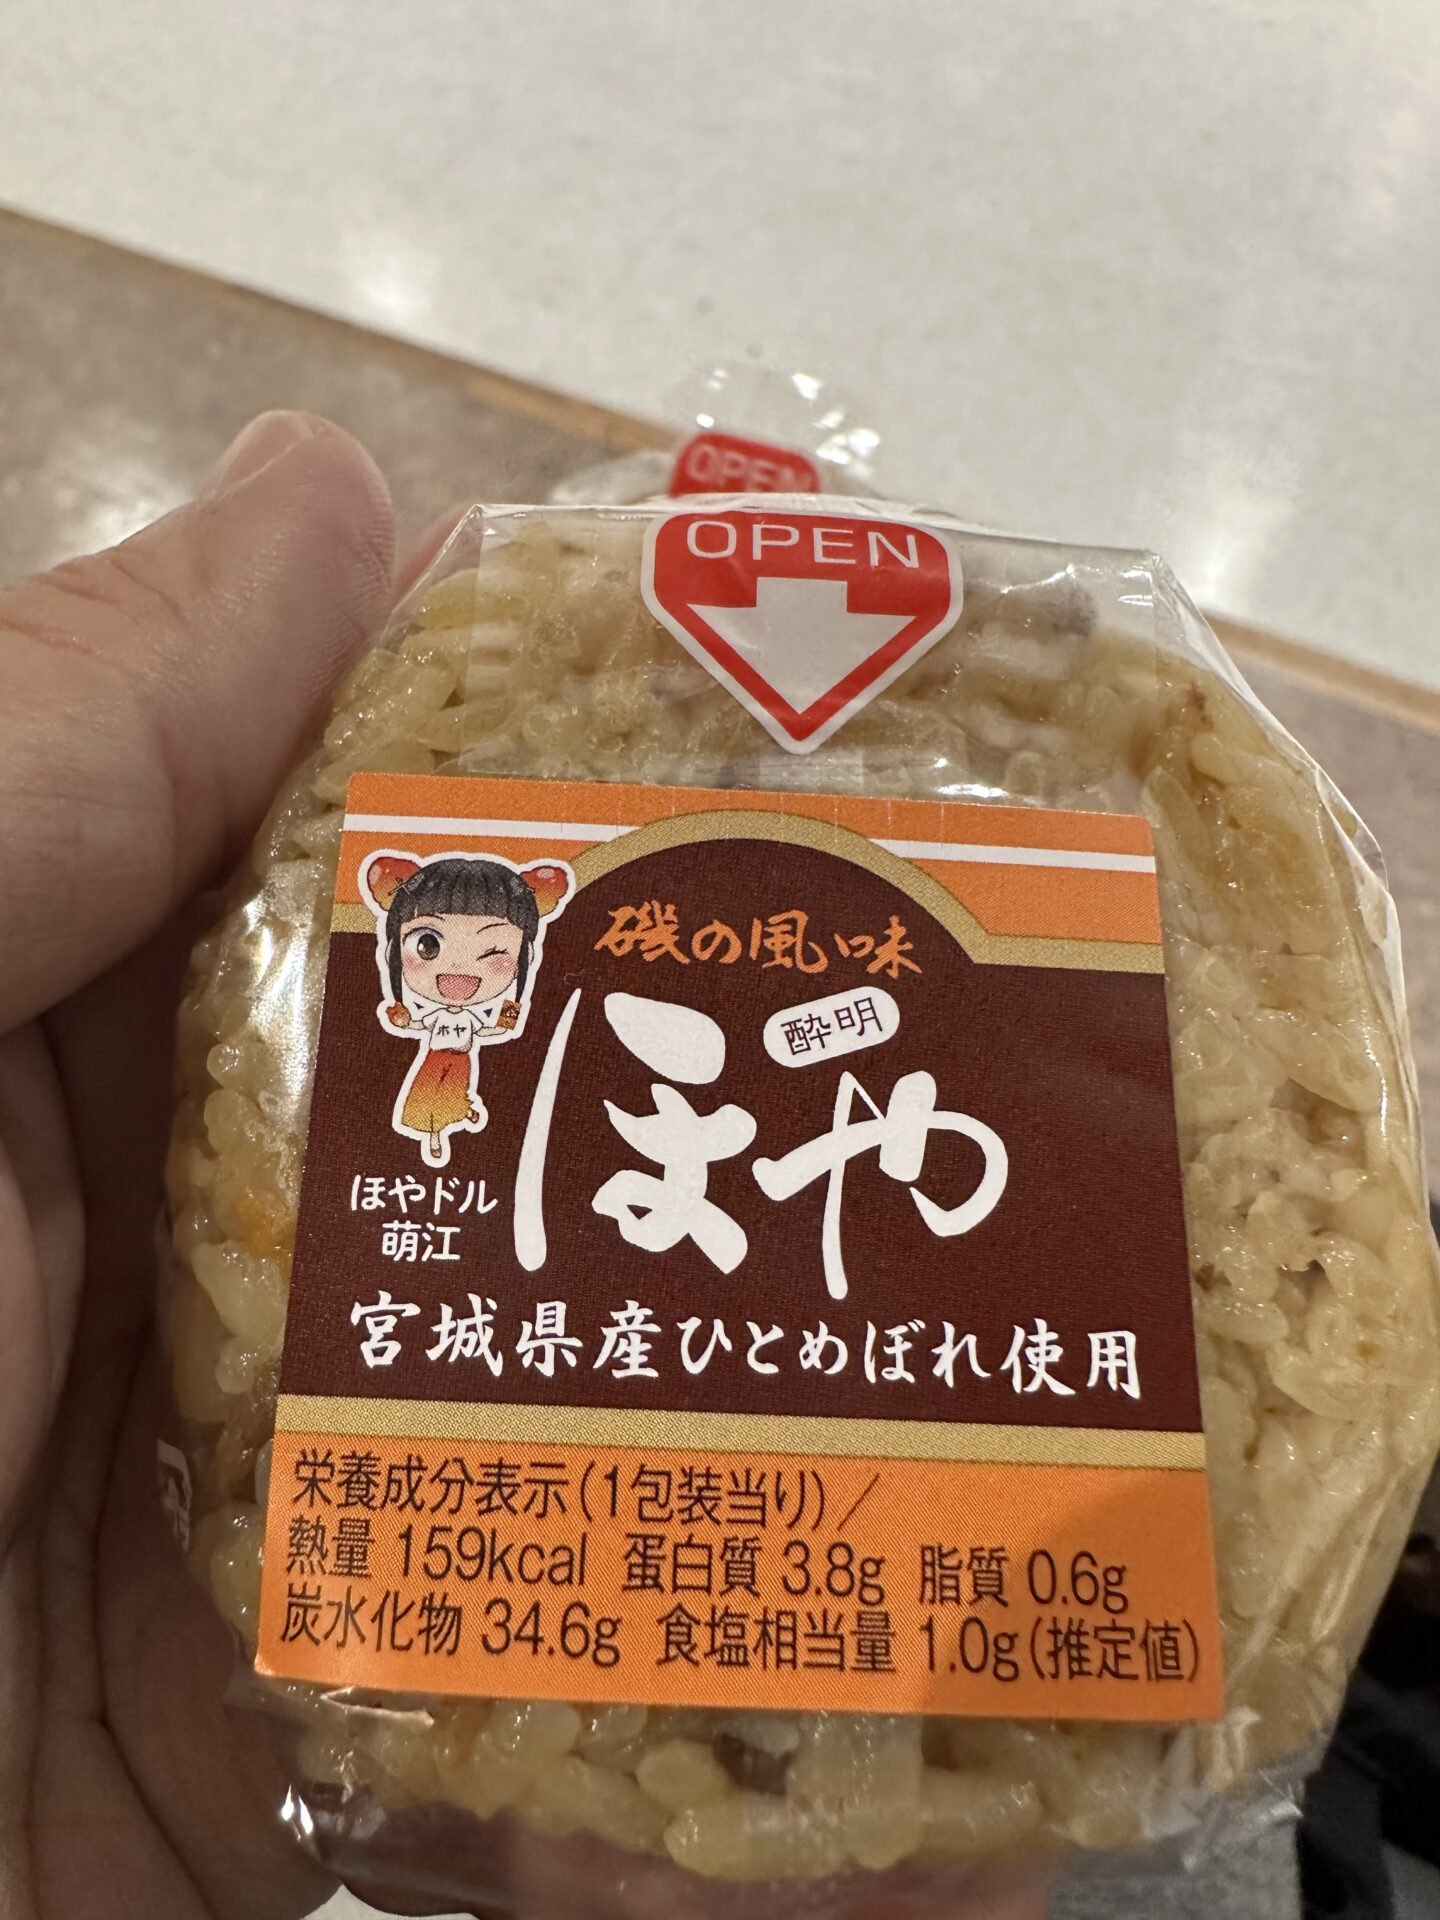 OPEN
OPEN
磯の風味
酔明
ほや
ホヤ
ほやドル
萌江
宮城県産ひとめぼれ使用
栄養成分表示(1包装当り)／
熱量 159kcal 蛋白質 3.8g 脂質 0.6g
炭水化物 34.6g 食塩相当量 1.0g(推定値)